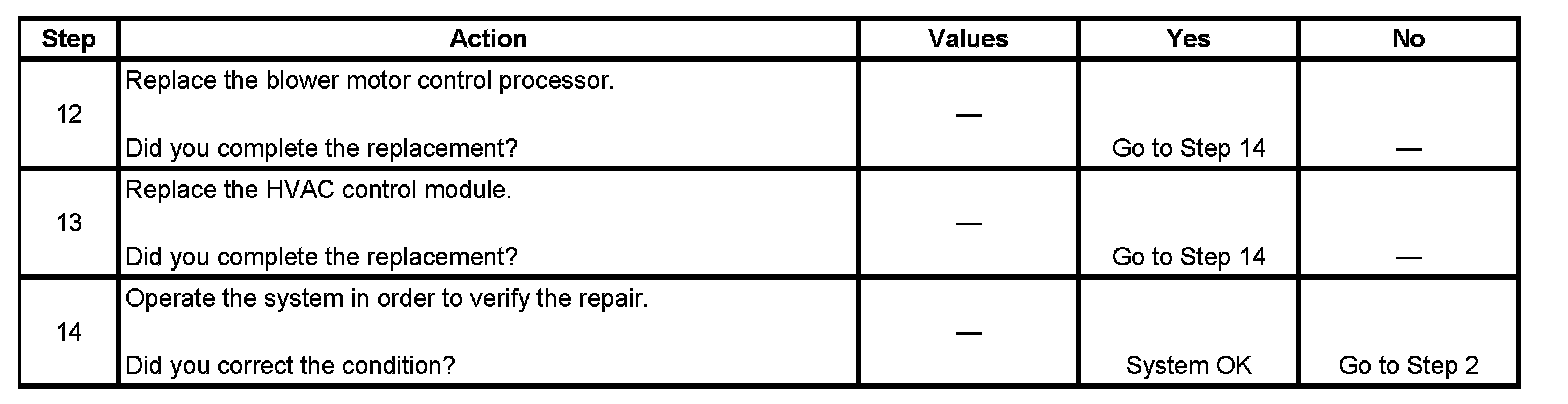 Step Action Values Yes No
Replace the blower motor control processor.
12 —
Did you complete the replacement? Go to Step 14 —
Replace the HVAC control module.
13 —
Did you complete the replacement? Go to Step 14 —
Operate the system in order to verify the repair.
14 —
Did you correct the condition? System OK Go to Step 2